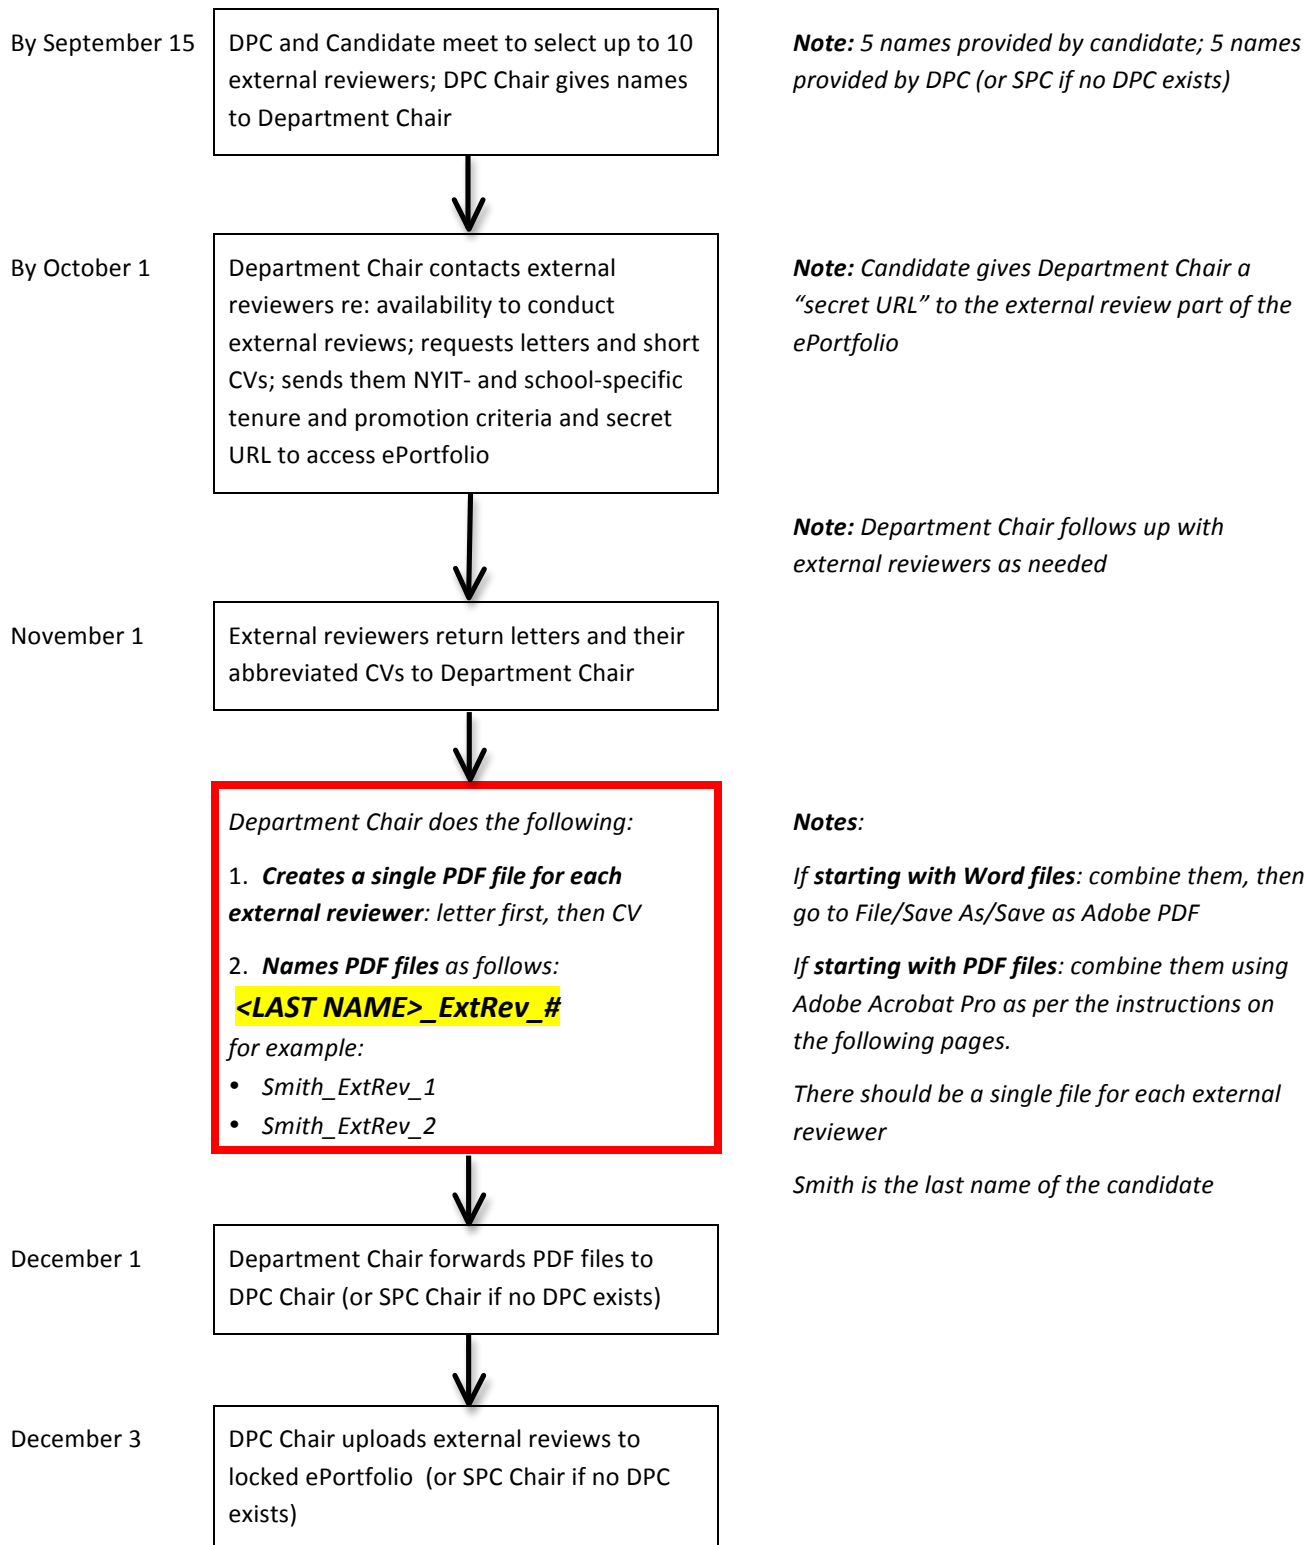 By September 15
DPC and Candidate meet to select up to 10
external reviewers; DPC Chair gives names
to Department Chair
Note: 5 names provided by candidate; 5 names
provided by DPC (or SPC if no DPC exists)
By October 1
Department Chair contacts external
reviewers re: availability to conduct
external reviews; requests letters and short
CVs; sends them NYIT- and school-specific
tenure and promotion criteria and secret
URL to access ePortfolio
Note: Candidate gives Department Chair a
“secret URL” to the external review part of the
ePortfolio
Note: Department Chair follows up with
external reviewers as needed
November 1
External reviewers return letters and their
abbreviated CVs to Department Chair
Department Chair does the following:
1. Creates a single PDF file for each
external reviewer: letter first, then CV
2. Names PDF files as follows:
<LAST NAME>_ExtRev_#
for example:
• Smith_ExtRev_1
• Smith_ExtRev_2
Notes:
If starting with Word files: combine them, then
go to File/Save As/Save as Adobe PDF
If starting with PDF files: combine them using
Adobe Acrobat Pro as per the instructions on
the following pages.
There should be a single file for each external
reviewer
Smith is the last name of the candidate
December 1
Department Chair forwards PDF files to
DPC Chair (or SPC Chair if no DPC exists)
December 3
DPC Chair uploads external reviews to
locked ePortfolio (or SPC Chair if no DPC
exists)